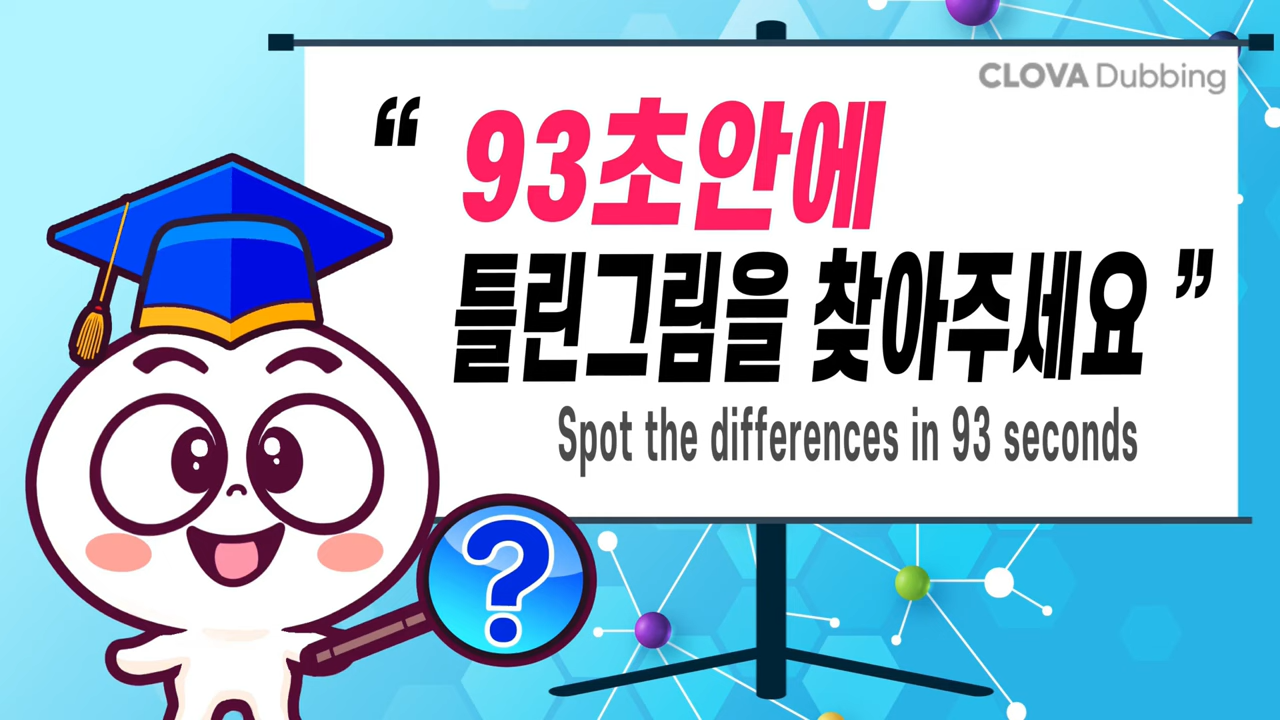 CLOVA Dubbing
“ 93초안에
틀린그림을 찾아주세요 ”
Spot the differences in 93 seconds
?